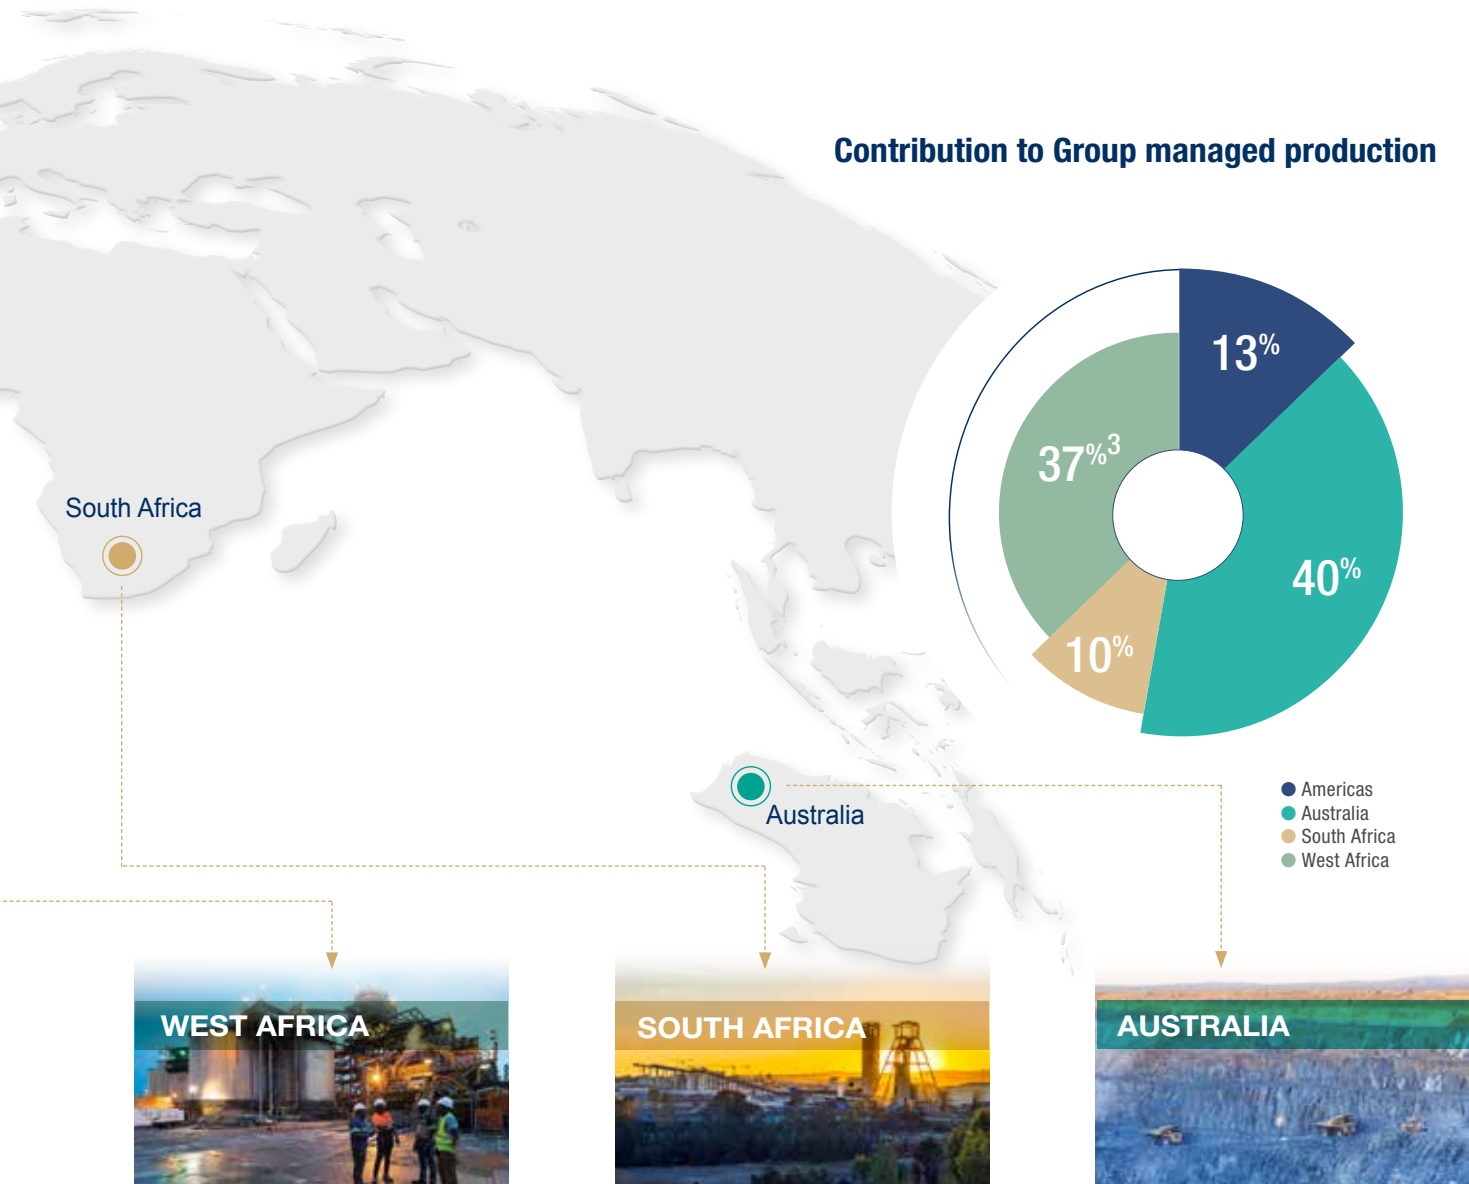 Contribution to Group managed production
13%
37%3
40%
10%
South Africa
Australia
Americas
Australia
South Africa
West Africa
WEST AFRICA
SOUTH AFRICA
AUSTRALIA